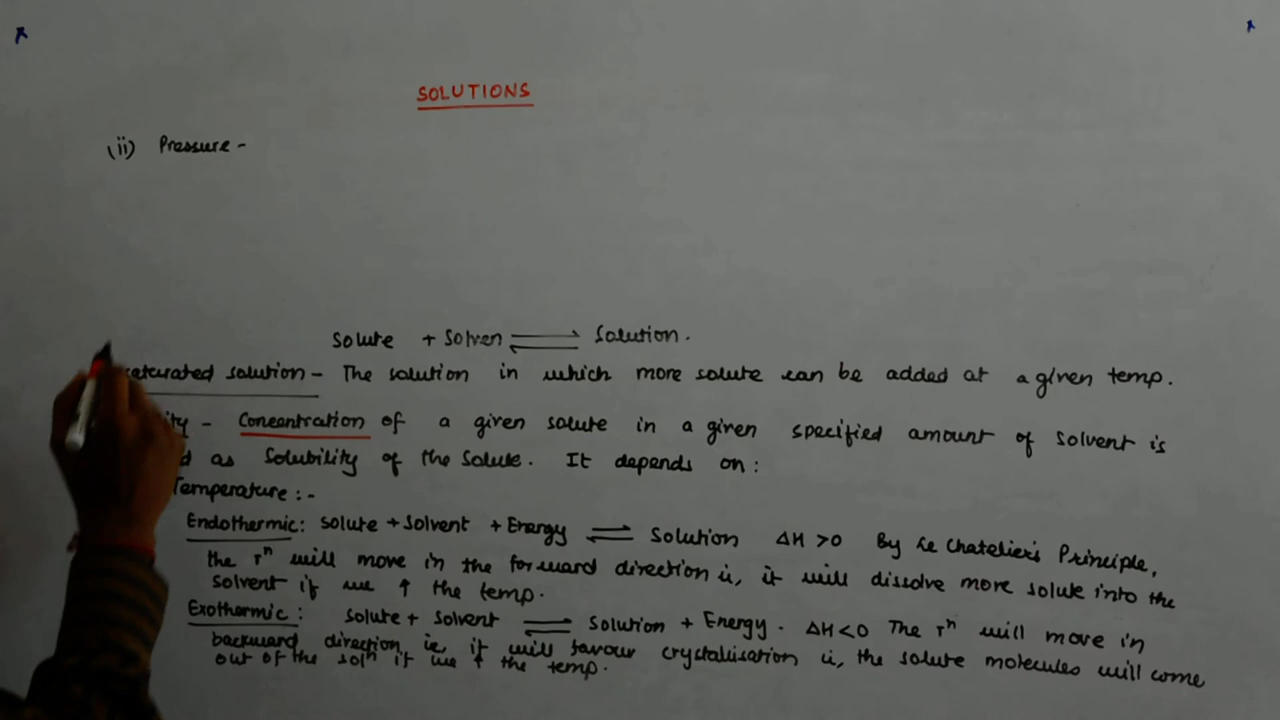 SOLUTIONS
(ii) Pressure -
Solute + Solven ⇌ Solution.
saturated solution - The solution in which more solute can be added at a given temp.
ity - Concentration of a given solute in a given specified amount of solvent is
d as Solubility of the Solute. It depends on:
Temperature:-
Endothermic: Solute + Solvent + Energy ⇌ Solution ΔH >0 By Le Chatelier's Principle,
the rⁿ will move in the forward direction i, it will dissolve more solute into the
solvent if we ↑ the temp.
Exothermic: Solute + Solvent ⇌ Solution + Energy. ΔH<0 The rⁿ will move in
backward direction ie, it will favour crystallisation i, the solute molecules will come
out of the solⁿ if we ↑ the temp.